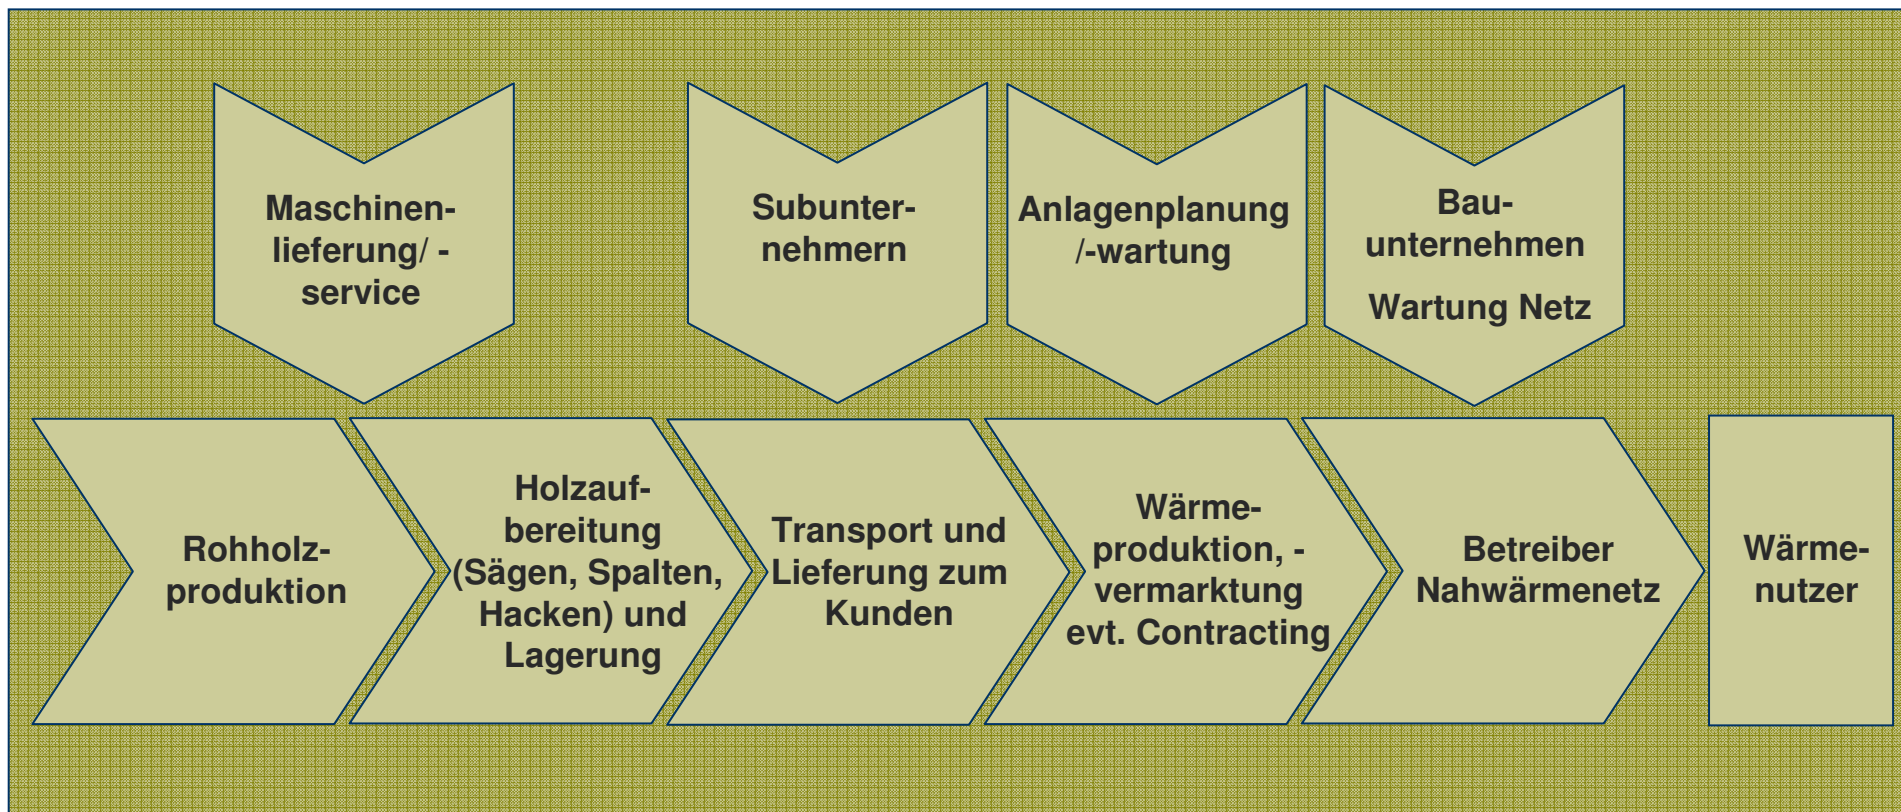 Maschinen-
lieferung/ -
service
Subunter-
nehmern
Anlagenplanung
/-wartung
Bau-
unternehmen
Wartung Netz
Rohholz-
produktion
Holzauf-
bereitung
(Sägen, Spalten,
Hacken) und
Lagerung
Transport und
Lieferung zum
Kunden
Wärme-
produktion, -
vermarktung
evt. Contracting
Betreiber
Nahwärmenetz
Wärme-
nutzer